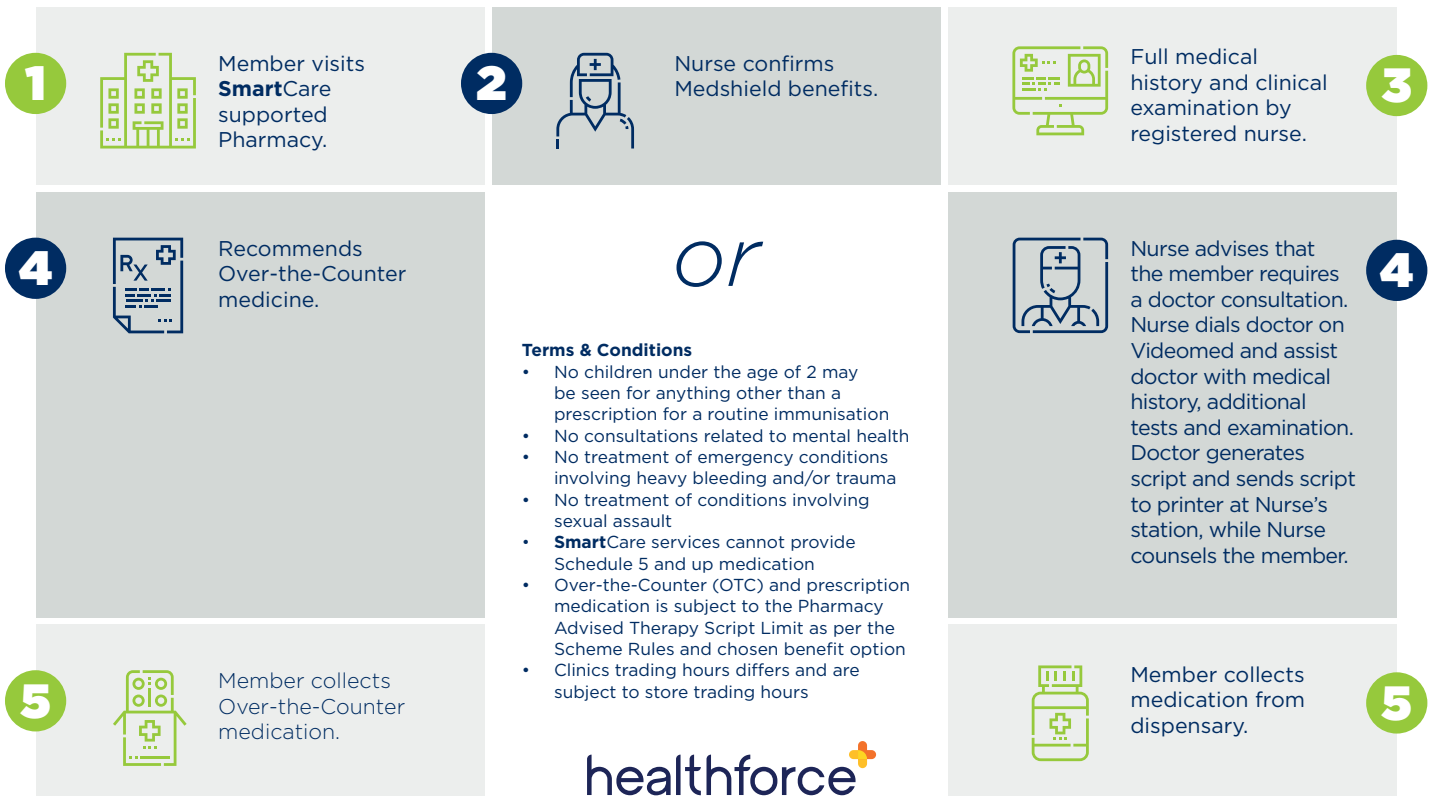 1
Member visits
SmartCare
supported
Pharmacy.
2
Nurse confirms
Medshield benefits.
3
Full medical
history and clinical
examination by
registered nurse.
4
Rx
Recommends
Over-the-Counter
medicine.
or
4
Nurse advises that
the member requires
a doctor consultation.
Nurse dials doctor on
Videomed and assist
doctor with medical
history, additional
tests and examination.
Doctor generates
script and sends script
to printer at Nurse's
station, while Nurse
counsels the member.
Terms & Conditions
• No children under the age of 2 may
be seen for anything other than a
prescription for a routine immunisation
• No consultations related to mental health
• No treatment of emergency conditions
involving heavy bleeding and/or trauma
• No treatment of conditions involving
sexual assault
• SmartCare services cannot provide
Schedule 5 and up medication
• Over-the-Counter (OTC) and prescription
medication is subject to the Pharmacy
Advised Therapy Script Limit as per the
Scheme Rules and chosen benefit option
• Clinics trading hours differs and are
subject to store trading hours
5
Member collects
Over-the-Counter
medication.
5
Member collects
medication from
dispensary.
healthforce